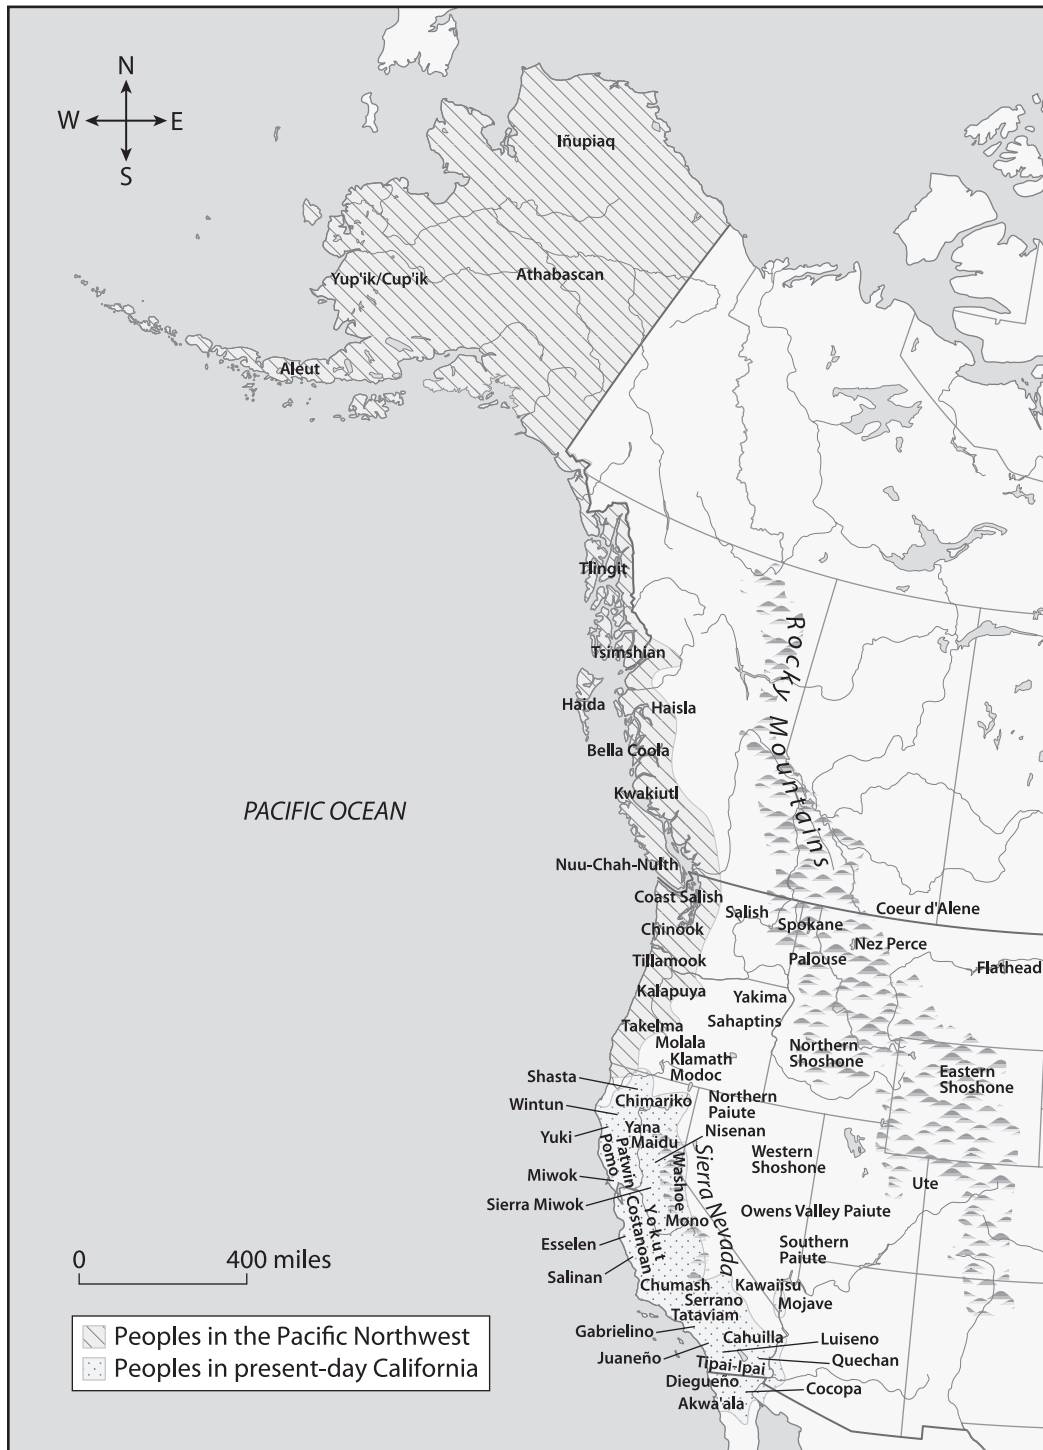 N
W E
S
Iñupiaq
Athabascan
Yup'ik/Cup'ik
Aleut
Tlingit
Tsimshian
Haida
Haisla
Bella Coola
Kwakiutl
Rocky Mountains
PACIFIC OCEAN
Nuu-Chah-Nulth
Coast Salish
Salish
Coeur d'Alene
Spokane
Chinook
Nez Perce
Palouse
Tillamook
Flathead
Kalapuya
Yakima
Sahaptins
Takelma
Molala
Northern
Shoshone
Klamath
Modoc
Eastern
Shoshone
Shasta
Chimariko
Northern
Paiute
Wintun
Yana
Yuki
Maidu
Nisenan
Pomo
Patwin
Washoe
Sierra Nevada
Western
Shoshone
Miwok
Ute
Sierra Miwok
Costanoan
Yokut
Mono
Owens Valley Paiute
Esselen
Southern
Paiute
Salinan
Chumash
Kawaiisu
Serrano
Mojave
Tataviam
Gabrielino
Cahuilla
Luiseno
Juaneño
Tipai-Ipai
Quechan
Diegueño
Cocopa
Akwa'ala
0 400 miles
Peoples in the Pacific Northwest
Peoples in present-day California